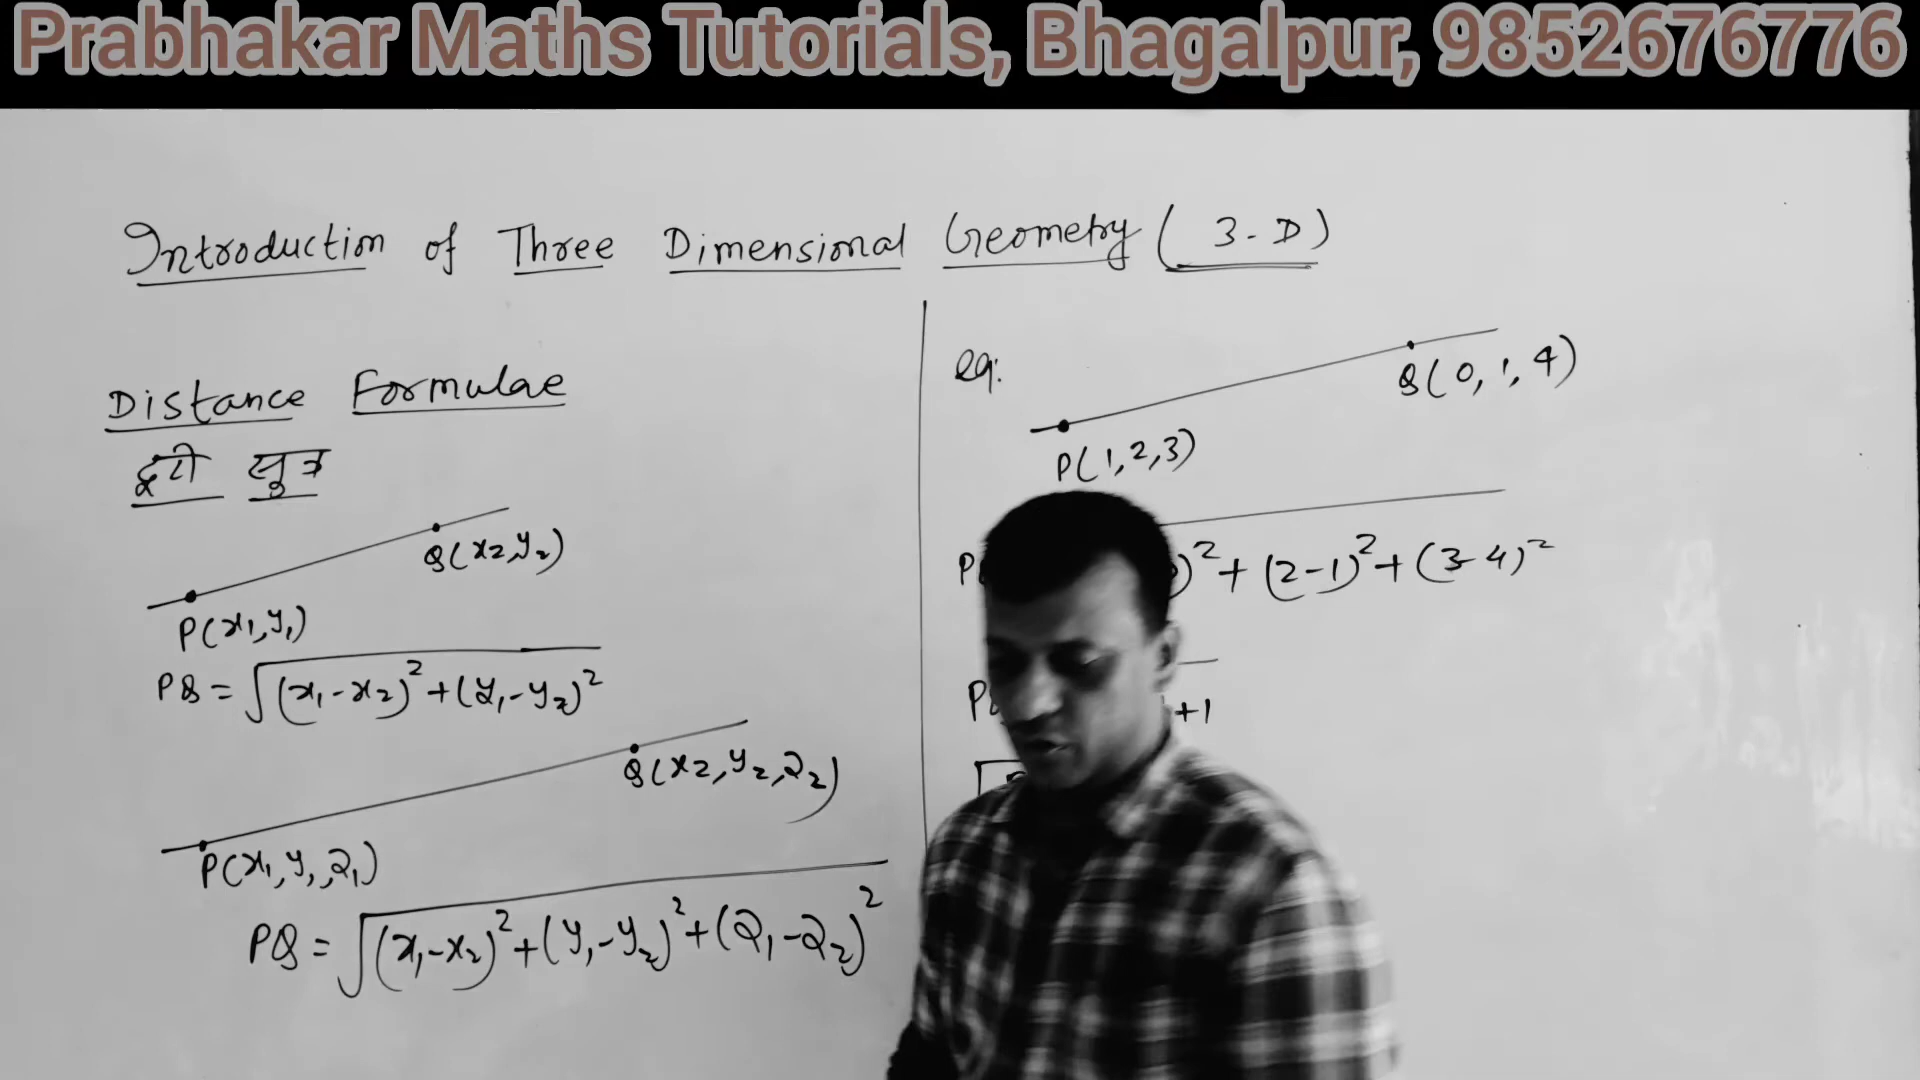 Prabhakar Maths Tutorials, Bhagalpur, 9852676776
Introduction of Three Dimensional Geometry ( 3-D )
Distance Formulae
दूरी सूत्र
Q(x₂,y₂)
P(x₁,y₁)
PQ = √(x₁-x₂)²+(y₁-y₂)²
Q(x₂,y₂,z₂)
P(x₁,y₁,z₁)
PQ = √(x₁-x₂)²+(y₁-y₂)²+(z₁-z₂)²
eg:
Q(0,1,4)
P(1,2,3)
)²+(2-1)²+(3-4)²
+1